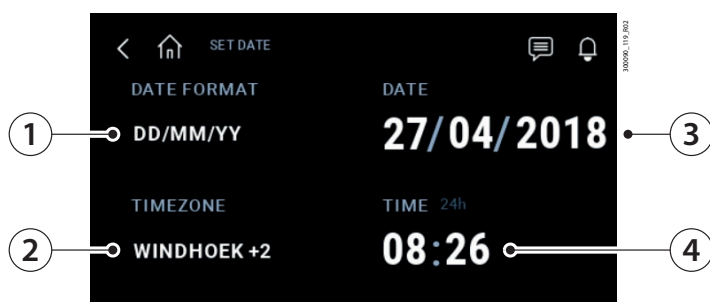 SET DATE
300090_119_R02
DATE FORMAT
DATE
1
DD/MM/YY
27/04/2018
3
TIMEZONE
TIME 24h
2
WINDHOEK +2
08:26
4